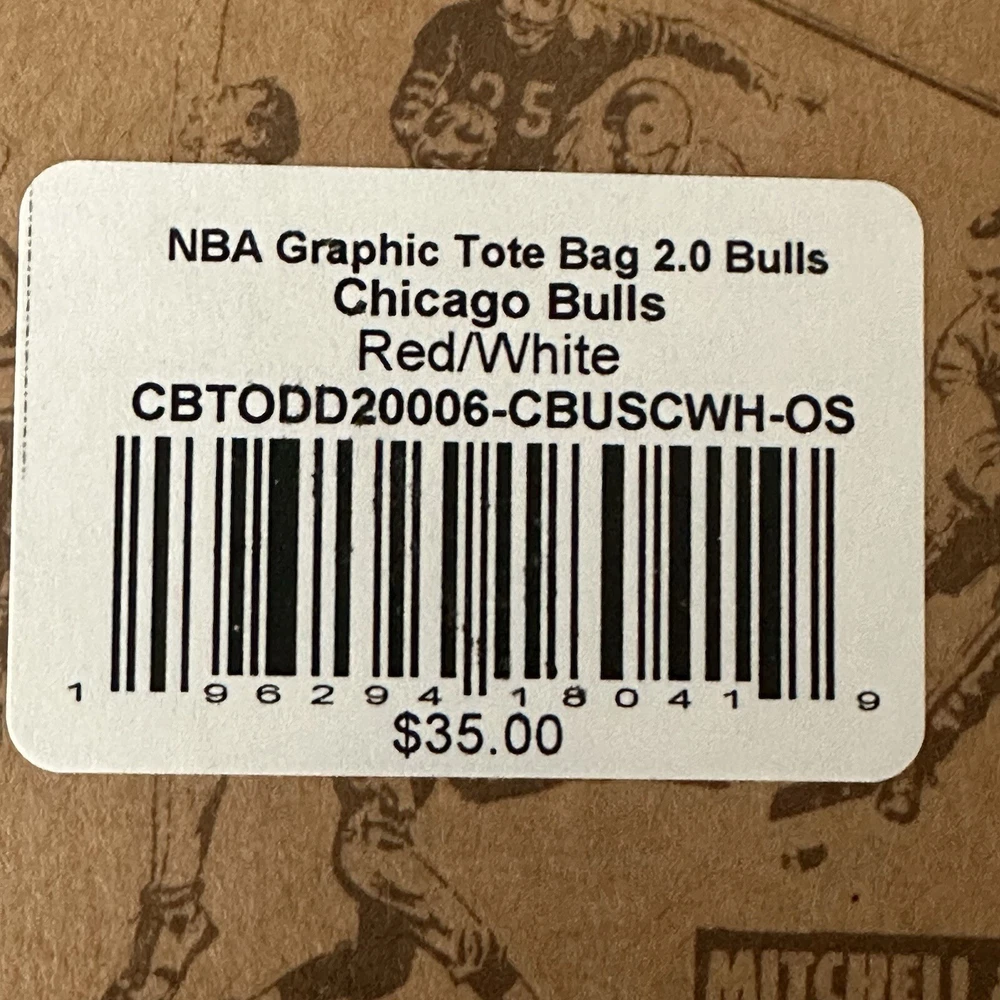 25
NBA Graphic Tote Bag 2.0 Bulls
Chicago Bulls
Red/White
CBTODD20006-CBUSCWH-OS
1 96294 18041 9
$35.00
MITCHELL